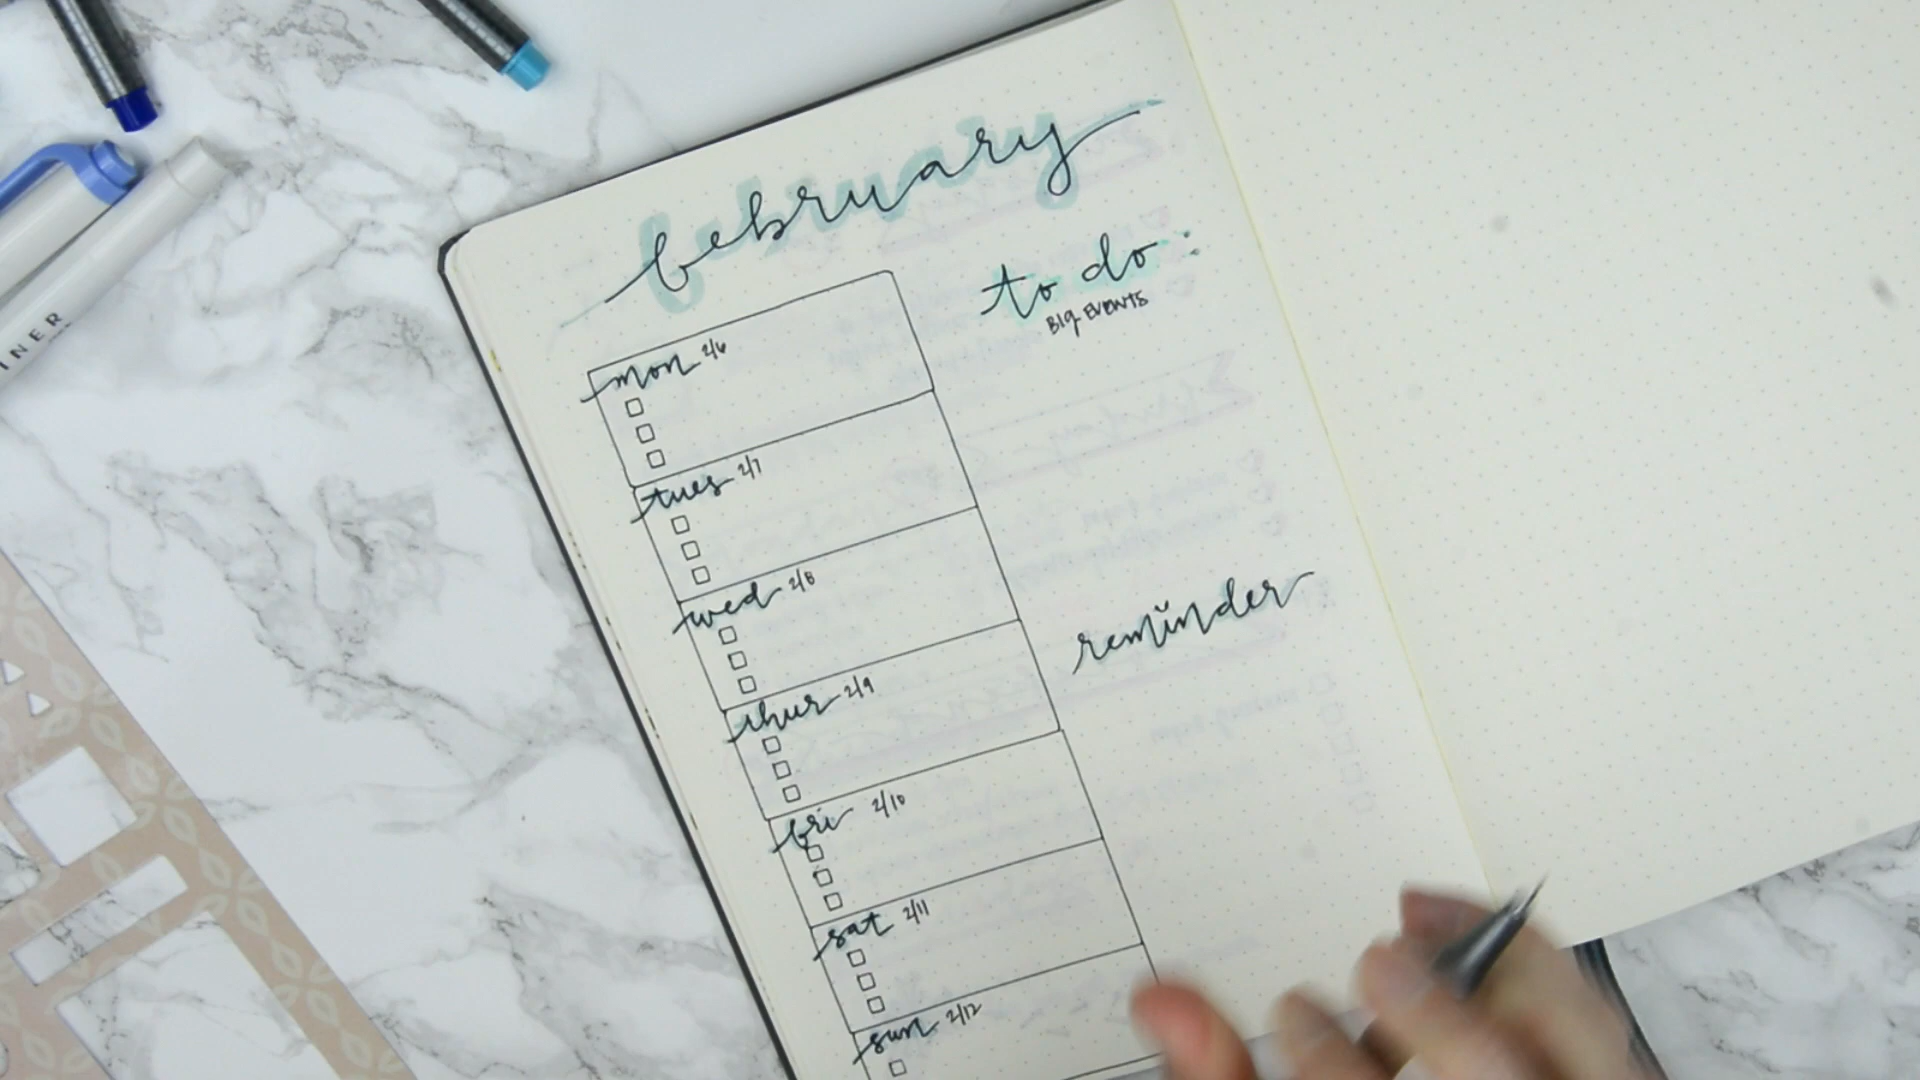 february
mon 2/6
tues 2/7
wed 2/8
thur 2/9
fri 2/10
sat 2/11
sun 2/12
to do :
BIG EVENTS
reminder
INER